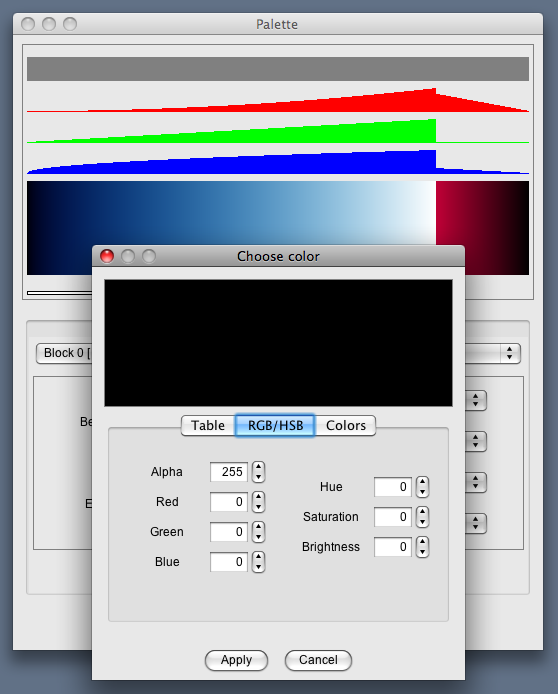 Palette
Choose color
Block 0 [
Be
E
Table RGB/HSB Colors
Alpha 255
Red 0
Green 0
Blue 0
Hue 0
Saturation 0
Brightness 0
Apply Cancel